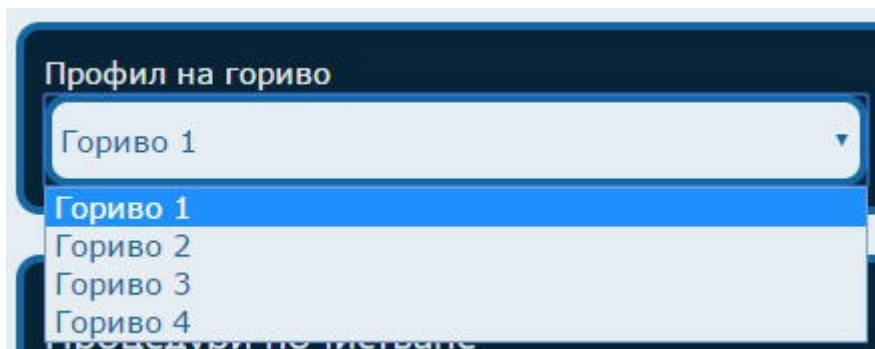 Профил на гориво
Гориво 1
Гориво 1
Гориво 2
Гориво 3
Гориво 4